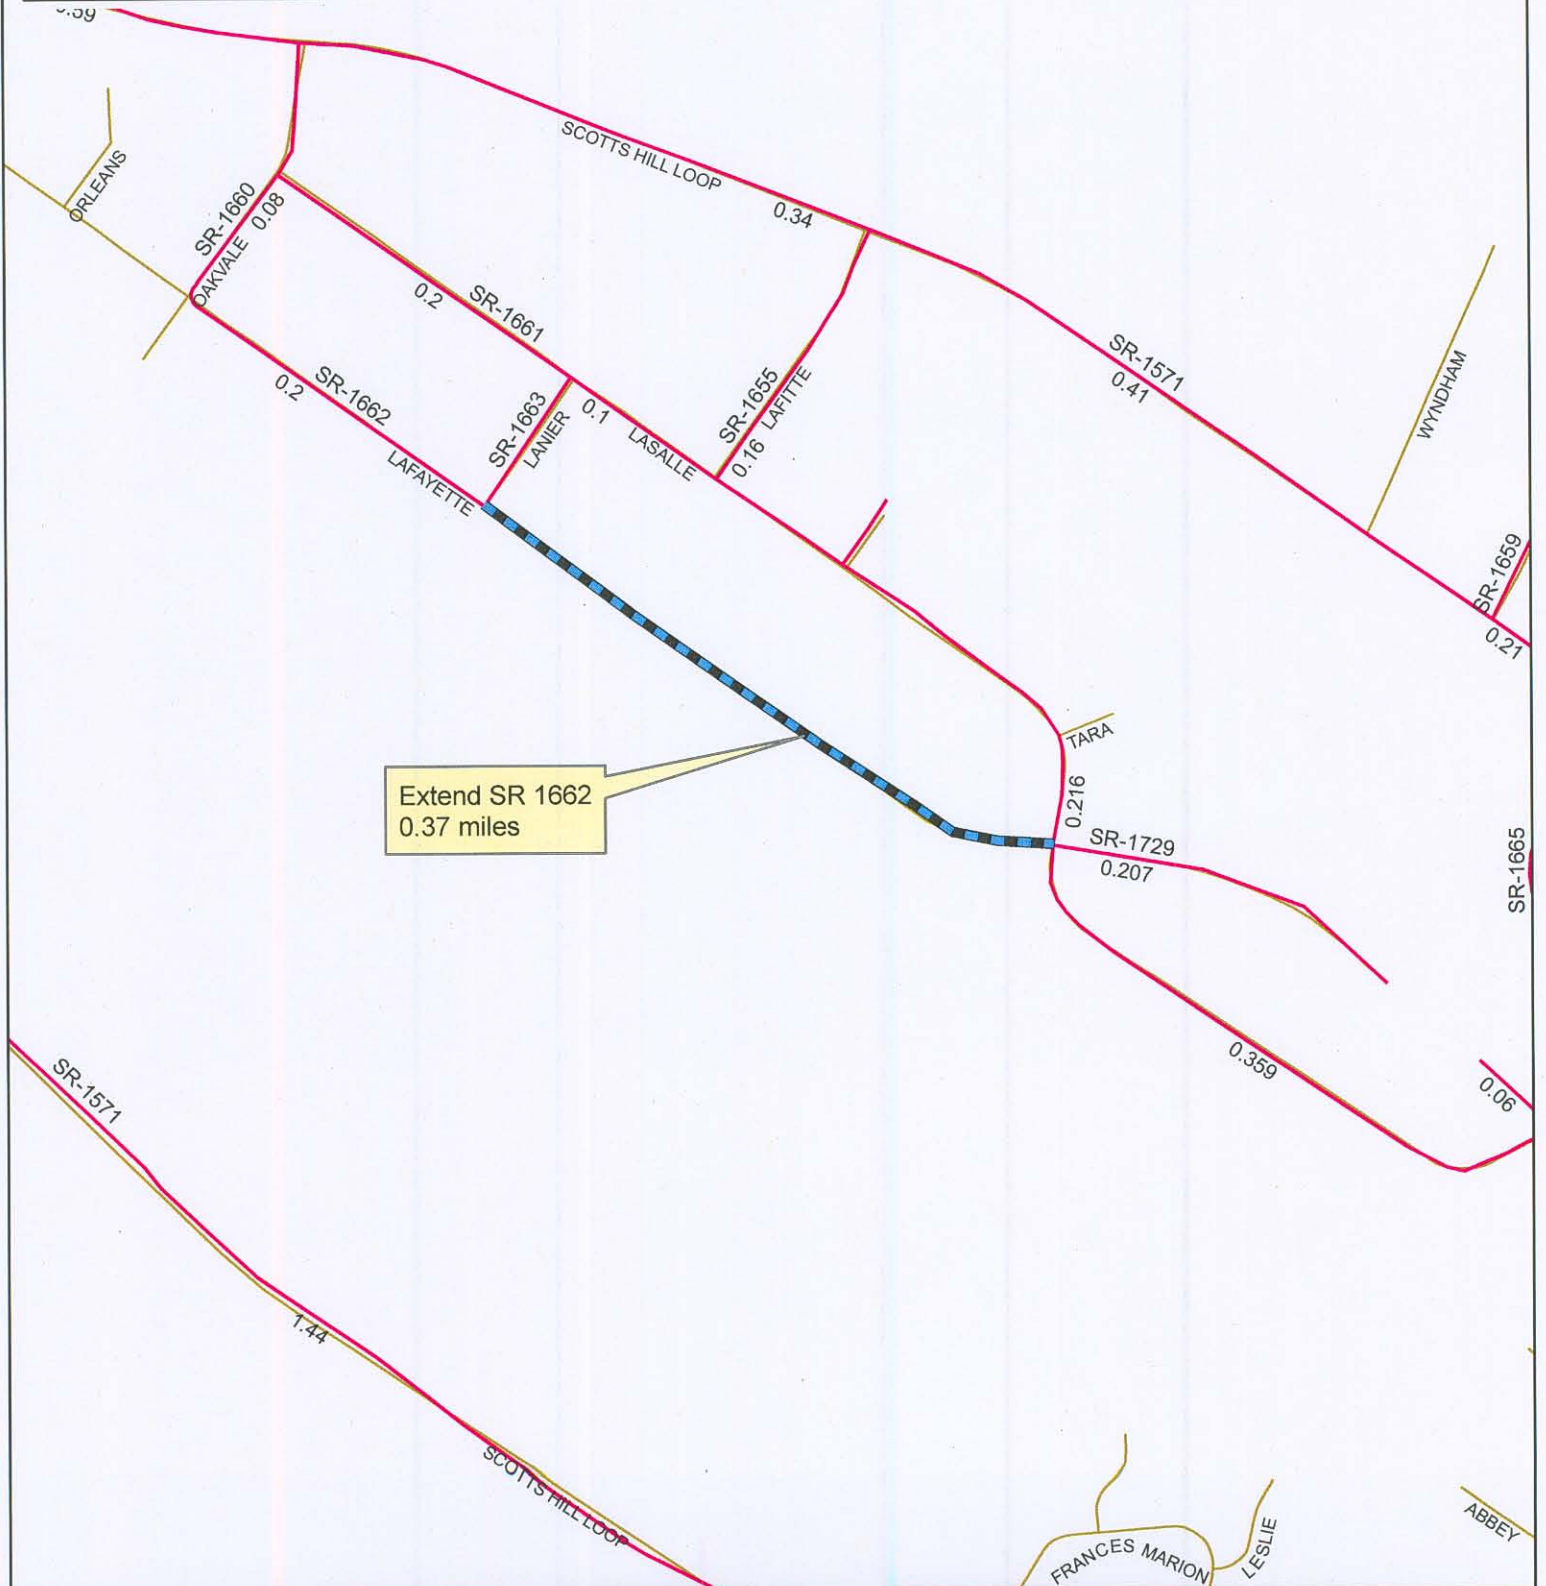 ORLEANS
SR-1660
OAKVALE
0.08
SCOTTS HILL LOOP
0.34
0.2
SR-1661
SR-1571
0.41
WYNDHAM
SR-1655
LAFITTE
0.16
0.2
SR-1662
LAFAYETTE
SR-1663
LANIER
0.1
LASALLE
SR-1659
0.21
TARA
0.216
Extend SR 1662
0.37 miles
SR-1729
0.207
SR-1665
0.359
0.06
SR-1571
1.44
SCOTTS HILL LOOP
FRANCES MARION
LESLIE
ABBEY